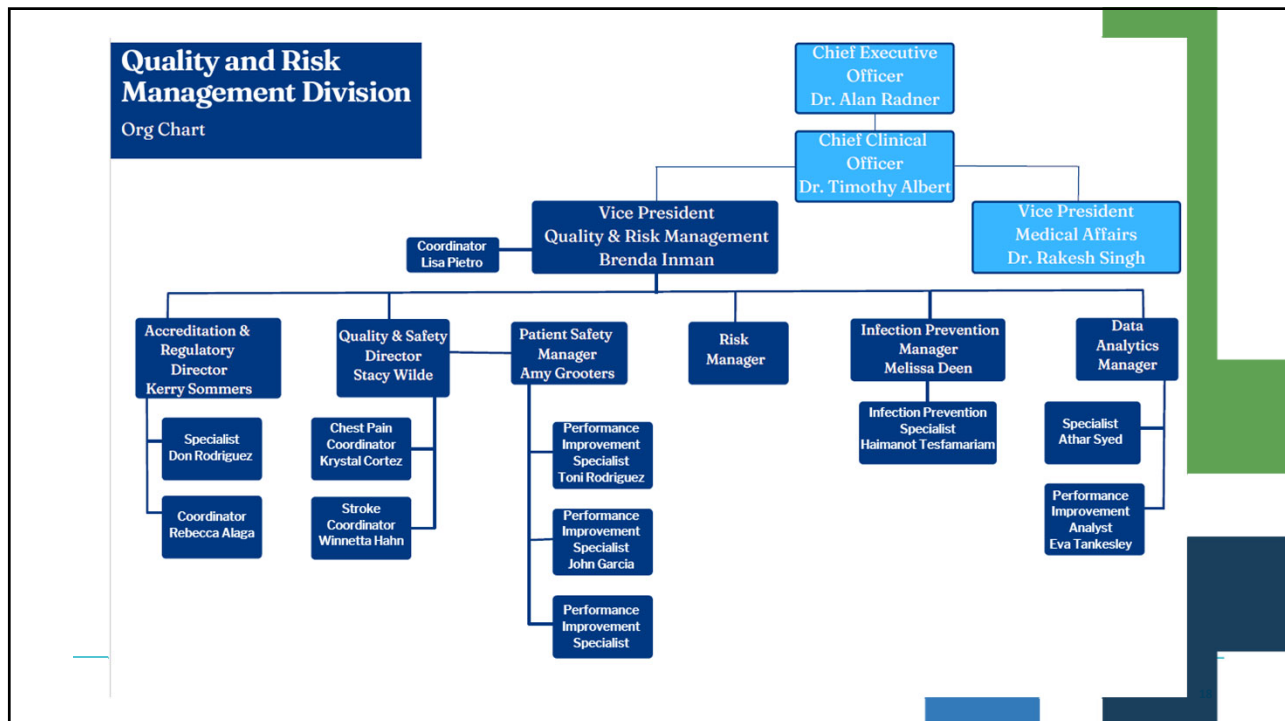 Quality and Risk
Management Division
Org Chart
Chief Executive
Officer
Dr. Alan Radner
Chief Clinical
Officer
Dr. Timothy Albert
Vice President
Quality & Risk Management
Brenda Inman
Vice President
Medical Affairs
Dr. Rakesh Singh
Coordinator
Lisa Pietro
Accreditation &
Regulatory
Director
Kerry Sommers
Quality & Safety
Director
Stacy Wilde
Patient Safety
Manager
Amy Grooters
Risk
Manager
Infection Prevention
Manager
Melissa Deen
Data
Analytics
Manager
Specialist
Don Rodriguez
Coordinator
Rebecca Alaga
Chest Pain
Coordinator
Krystal Cortez
Stroke
Coordinator
Winnetta Hahn
Performance
Improvement
Specialist
Toni Rodriguez
Performance
Improvement
Specialist
John Garcia
Performance
Improvement
Specialist
Infection Prevention
Specialist
Haimanot Tesfamariam
Specialist
Athar Syed
Performance
Improvement
Analyst
Eva Tankesley